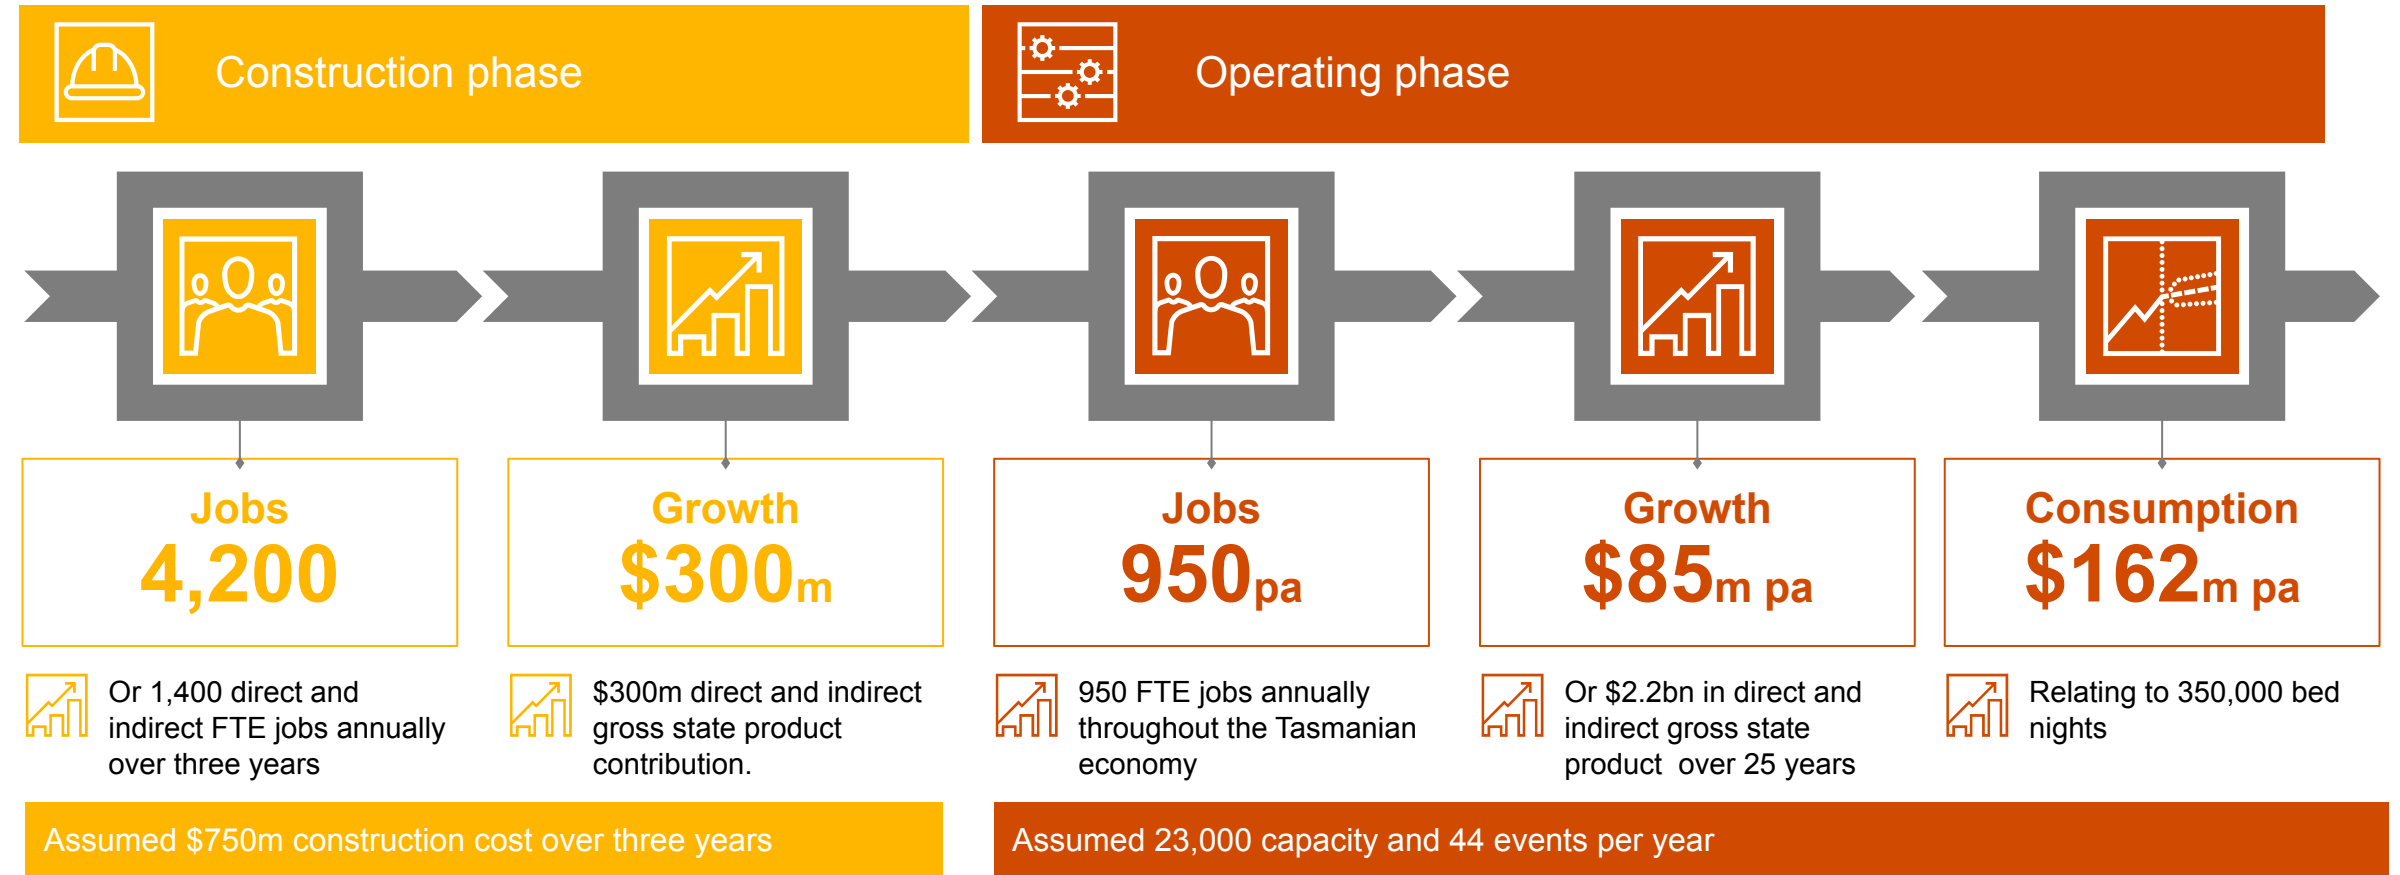 Construction phase
Operating phase
Jobs
4,200
Or 1,400 direct and
indirect FTE jobs annually
over three years
Growth
$300m
$300m direct and indirect
gross state product
contribution.
Jobs
950pa
950 FTE jobs annually
throughout the Tasmanian
economy
Growth
$85m pa
Or $2.2bn in direct and
indirect gross state
product over 25 years
Consumption
$162m pa
Relating to 350,000 bed
nights
Assumed $750m construction cost over three years
Assumed 23,000 capacity and 44 events per year